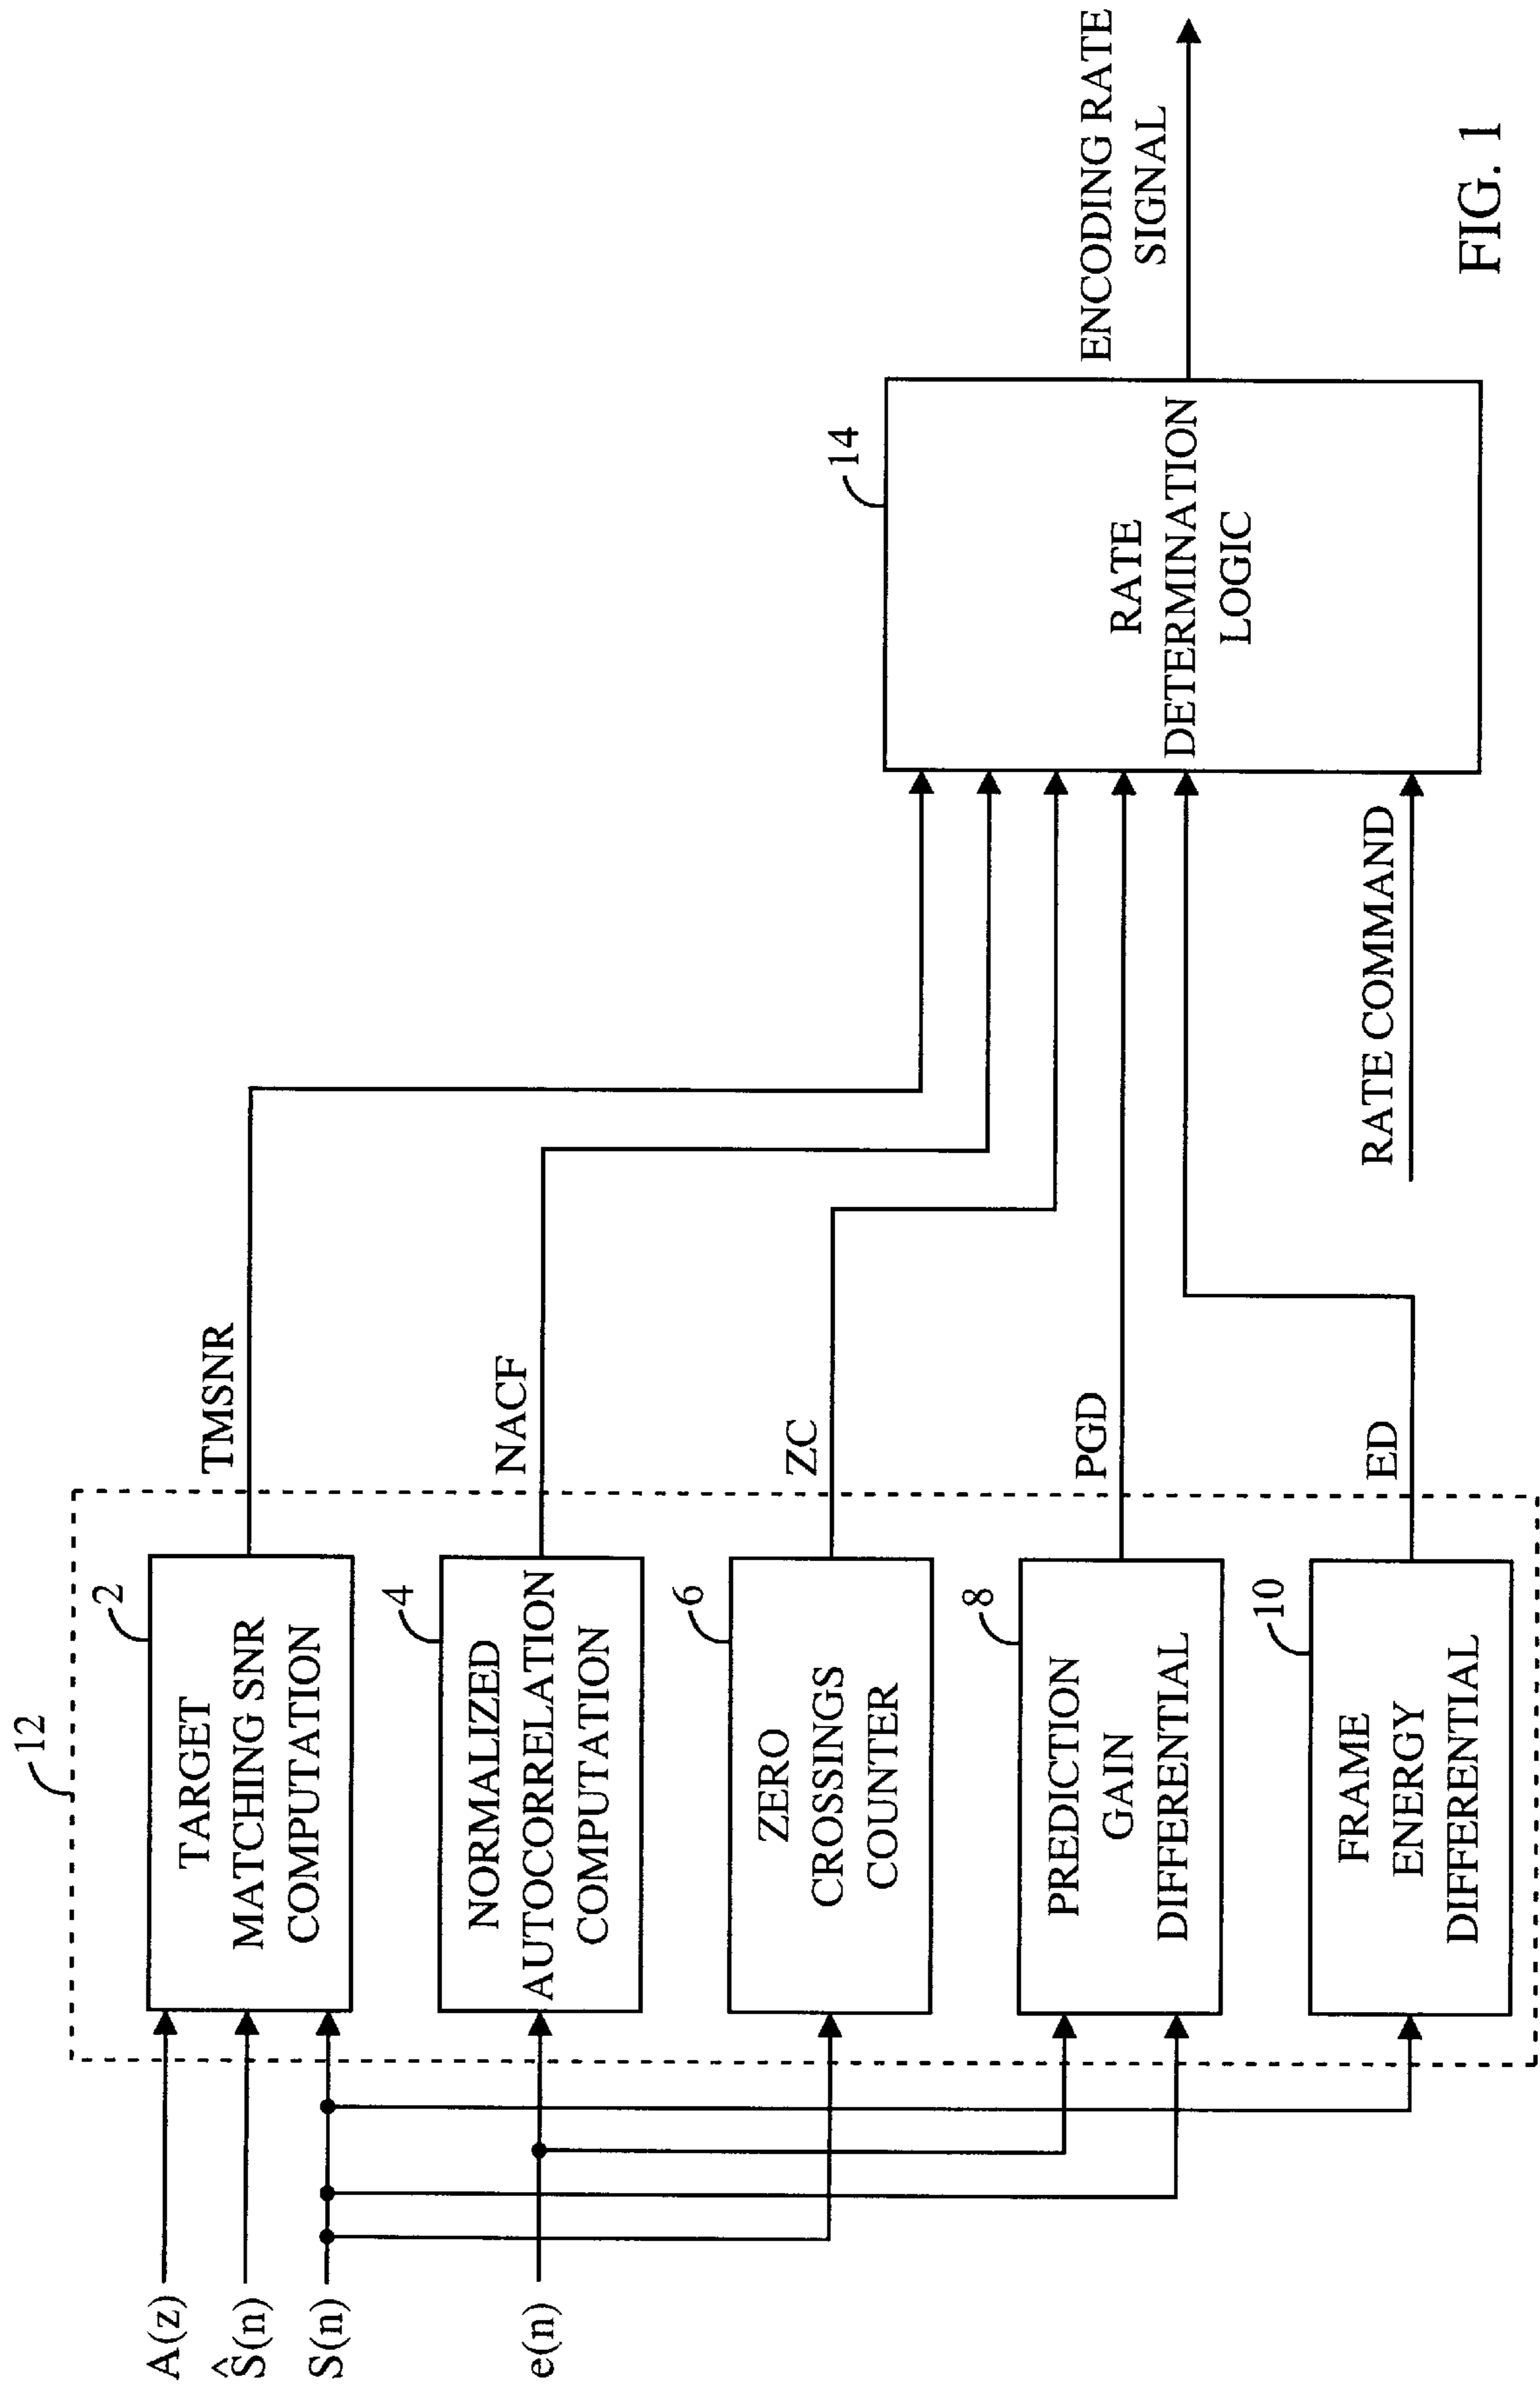 12
2
TARGET
MATCHING SNR
COMPUTATION
TMSNR
4
NORMALIZED
AUTOCORRELATION
COMPUTATION
NACF
6
ZERO
CROSSINGS
COUNTER
ZC
8
PREDICTION
GAIN
DIFFERENTIAL
PGD
10
FRAME
ENERGY
DIFFERENTIAL
ED
A(z)
Ŝ(n)
S(n)
e(n)
14
RATE
DETERMINATION
LOGIC
RATE COMMAND
ENCODING RATE
SIGNAL
FIG. 1